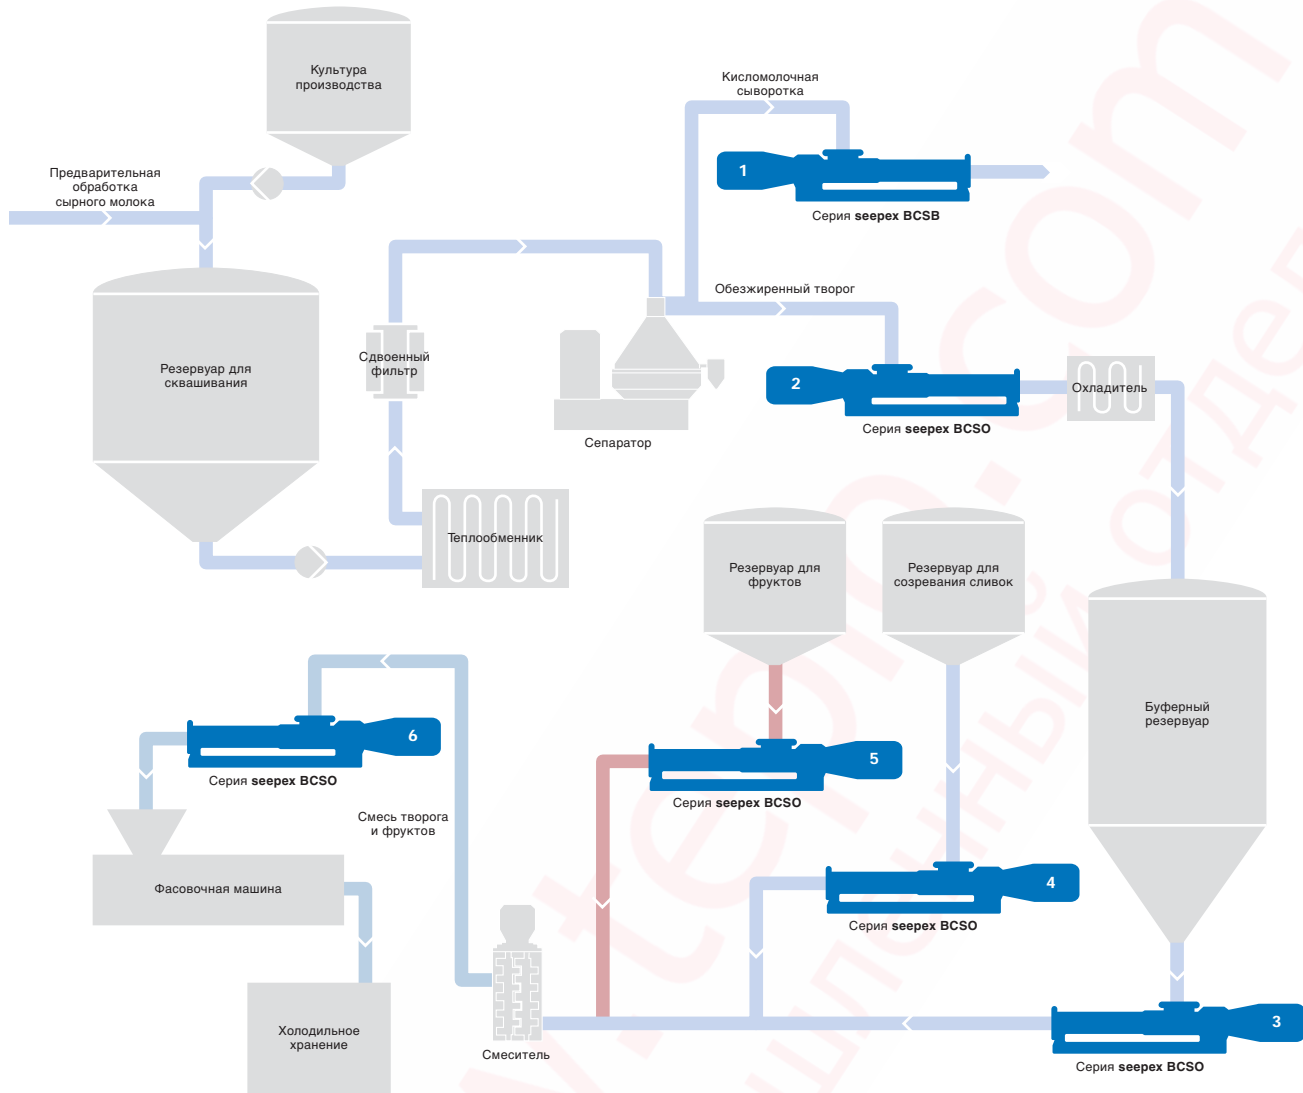 Культура
производства
Предварительная
обработка
сырного молока
Кисломолочная
сыворотка
1
Серия seepex BCSB
Резервуар для
сквашивания
Сдвоенный
фильтр
Сепаратор
Обезжиренный творог
2
Серия seepex BCSO
Охладитель
Теплообменник
Резервуар для
фруктов
Резервуар для
созревания сливок
Буферный
резервуар
6
Серия seepex BCSO
5
Серия seepex BCSO
Смесь творога
и фруктов
4
Серия seepex BCSO
Фасовочная машина
Холодильное
хранение
Смеситель
3
Серия seepex BCSO